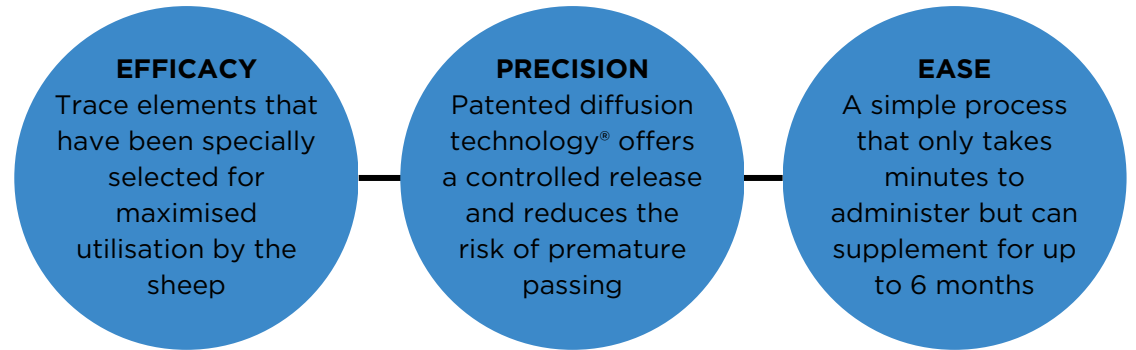 EFFICACY
Trace elements that
have been specially
selected for
maximised
utilisation by the
sheep
PRECISION
Patented diffusion
technology® offers
a controlled release
and reduces the
risk of premature
passing
EASE
A simple process
that only takes
minutes to
administer but can
supplement for up
to 6 months